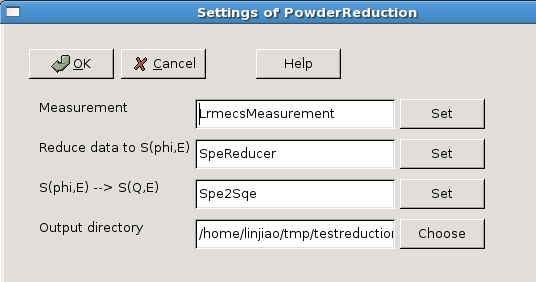 Settings of PowderReduction
OK Cancel Help
Measurement LrmecsMeasurement Set
Reduce data to S(phi,E) SpeReducer Set
S(phi,E) --> S(Q,E) Spe2Sqe Set
Output directory /home/linjiao/tmp/testreduction Choose